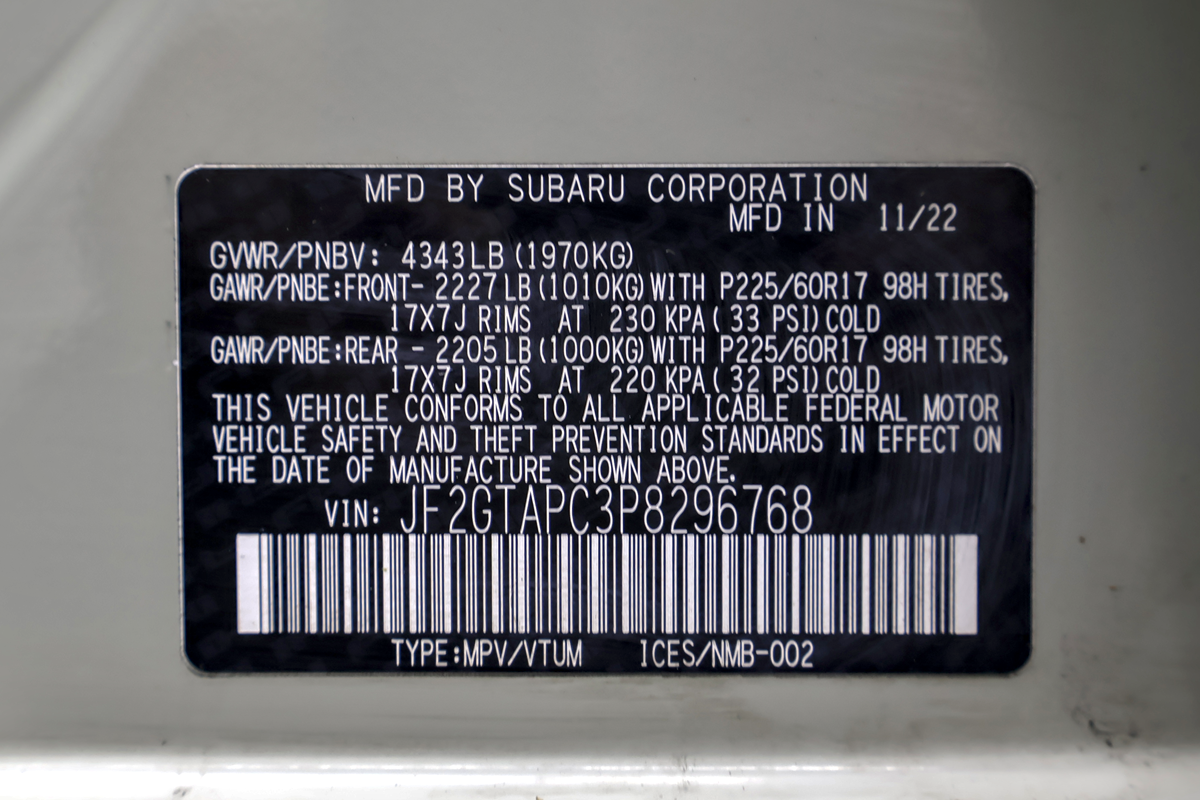 MFD BY SUBARU CORPORATION
MFD IN 11/22
GVWR/PNBV: 4343LB(1970KG)
GAWR/PNBE:FRONT- 2227LB(1010KG)WITH P225/60R17 98H TIRES,
17X7J RIMS AT 230 KPA( 33 PSI)COLD
GAWR/PNBE:REAR - 2205LB(1000KG)WITH P225/60R17 98H TIRES,
17X7J RIMS AT 220 KPA( 32 PSI)COLD
THIS VEHICLE CONFORMS TO ALL APPLICABLE FEDERAL MOTOR
VEHICLE SAFETY AND THEFT PREVENTION STANDARDS IN EFFECT ON
THE DATE OF MANUFACTURE SHOWN ABOVE.
VIN: JF2GTAPC3P8296768
TYPE:MPV/VTUM ICES/NMB-002